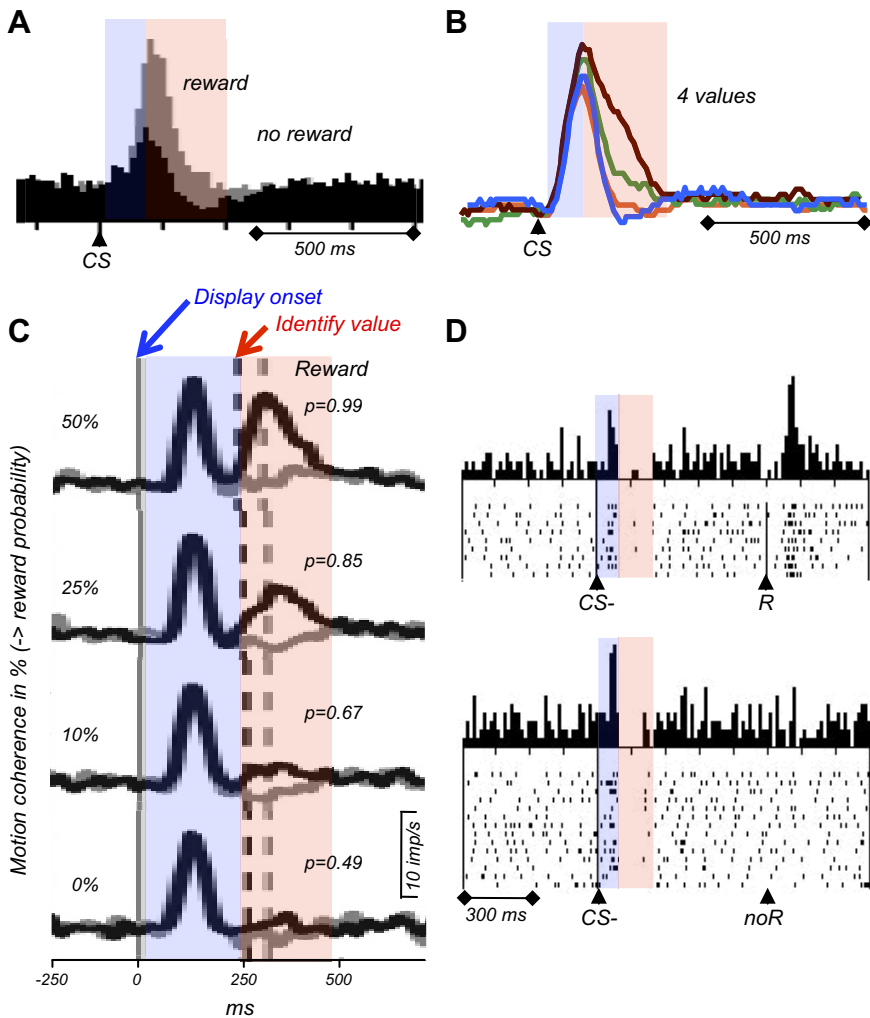 A
reward
no reward
CS
500 ms
B
4 values
CS
500 ms
C
Display onset
Identify value
Motion coherence in % (-> reward probability)
Reward
50%
p=0.99
25%
p=0.85
10%
p=0.67
0%
p=0.49
10 imp/s
-250
0
250
500
ms
D
CS-
R
300 ms
CS-
noR